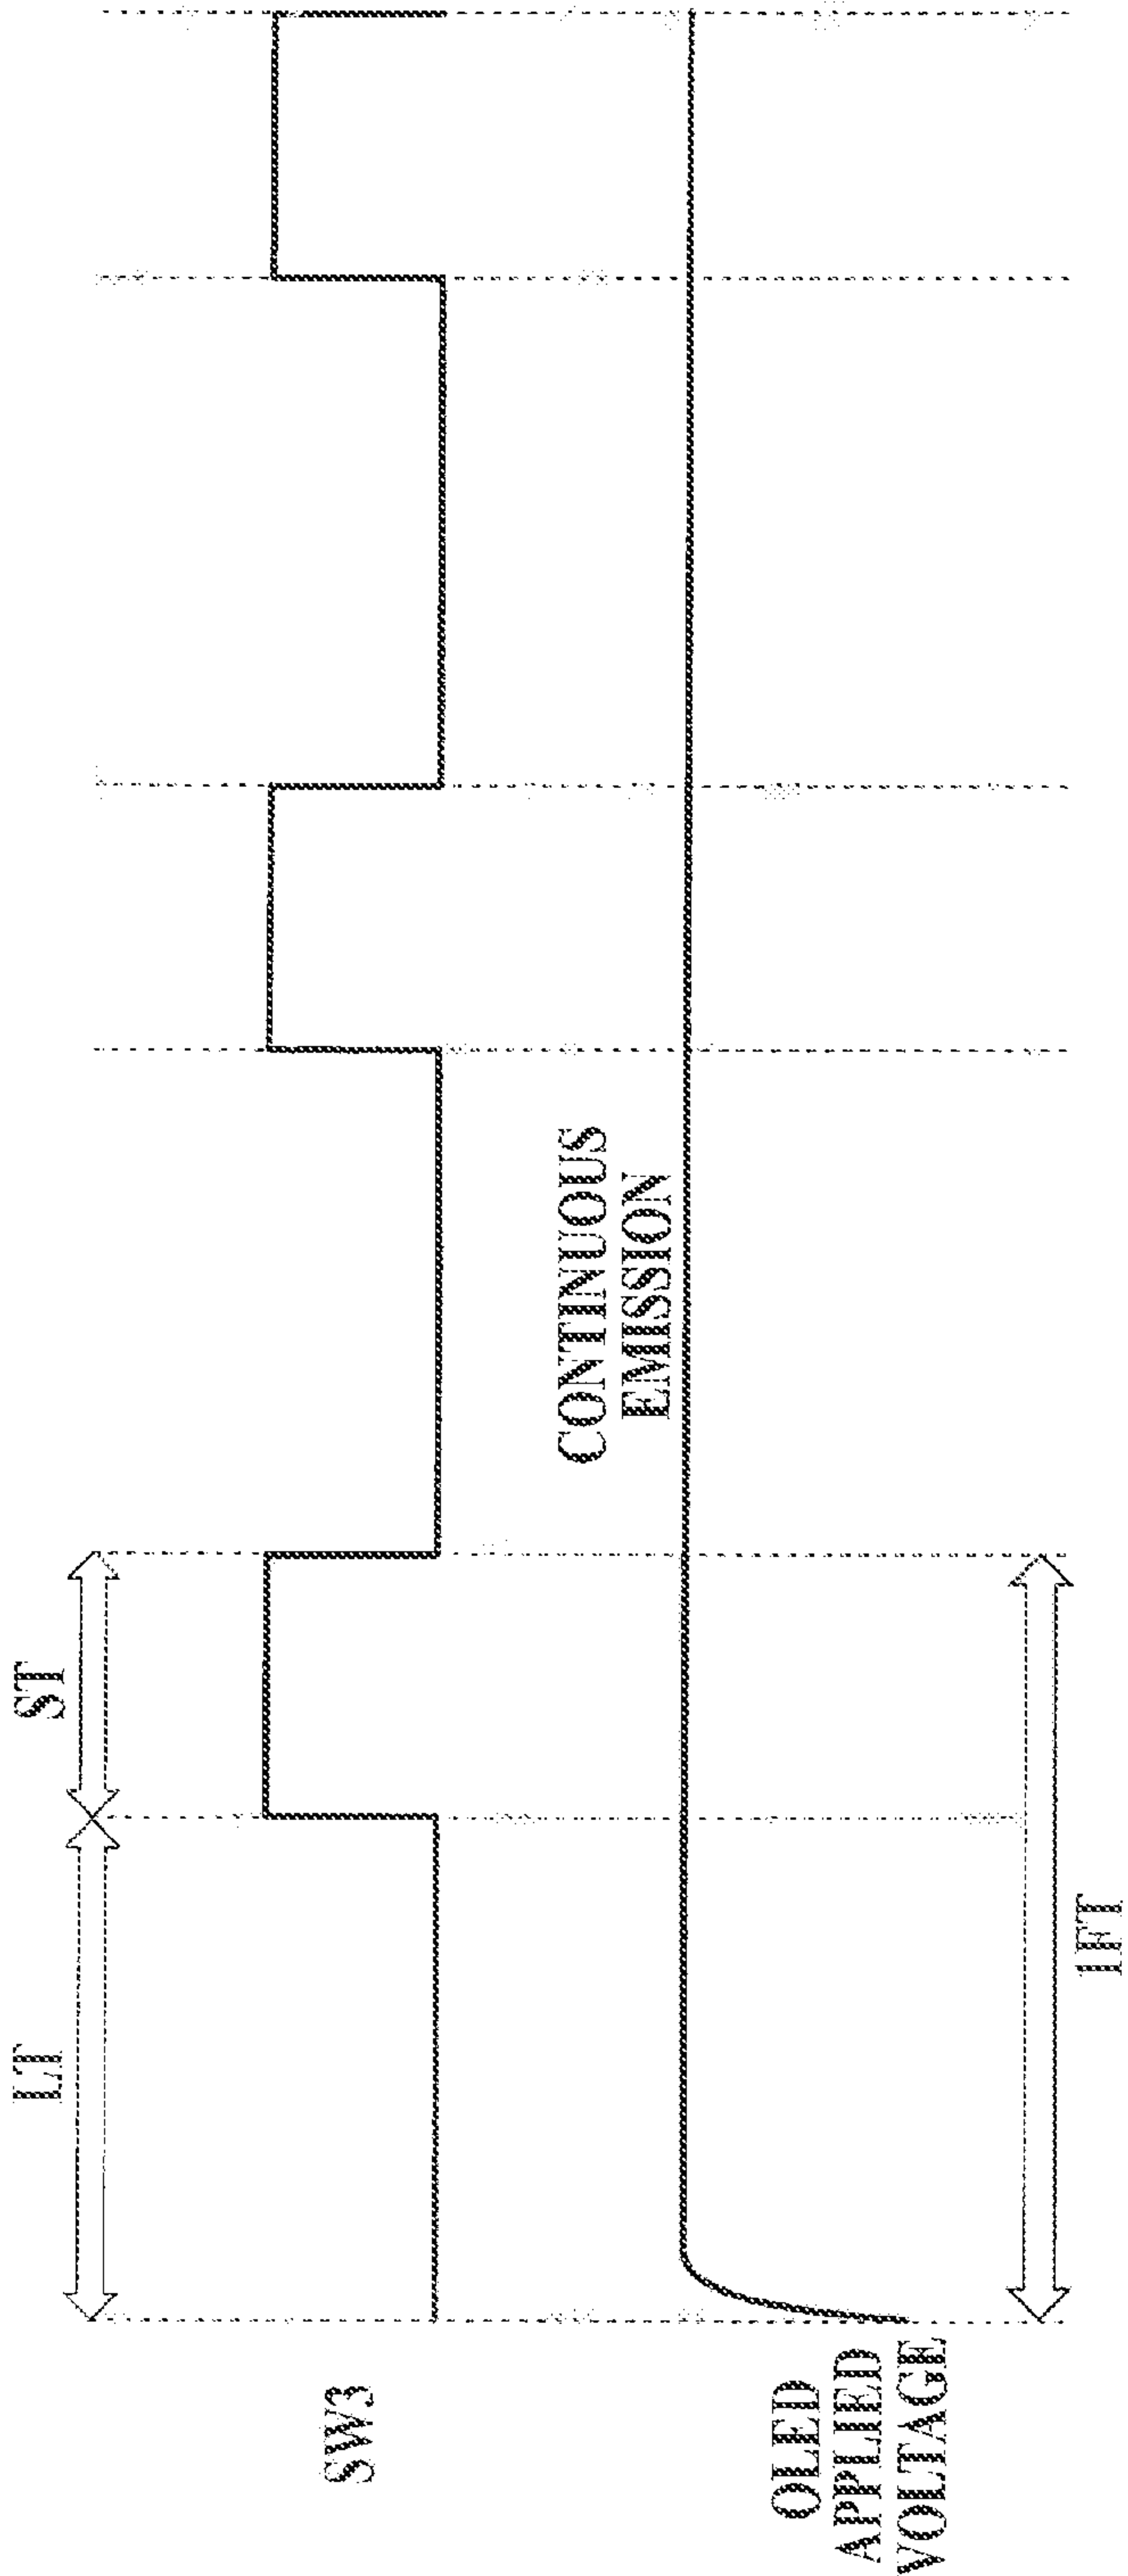 LT
ST
SW3
CONTINUOUS
EMISSION
OLED
APPLIED
VOLTAGE
1FT